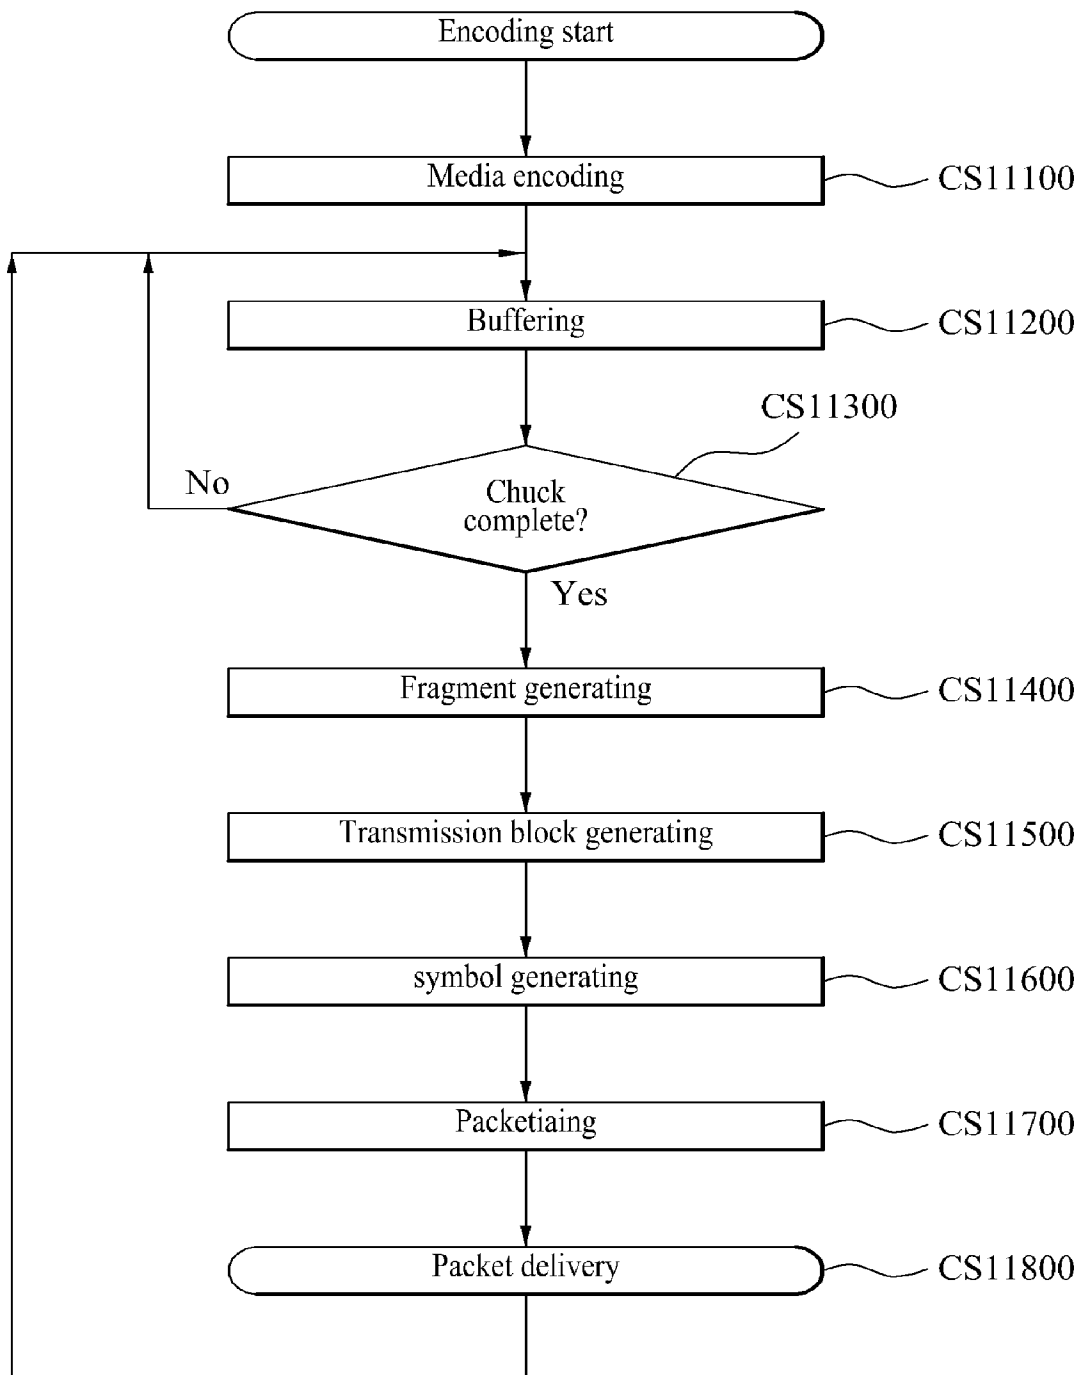 Encoding start
Media encoding
CS11100
Buffering
CS11200
CS11300
No
Chuck
complete?
Yes
Fragment generating
CS11400
Transmission block generating
CS11500
symbol generating
CS11600
Packetiaing
CS11700
Packet delivery
CS11800